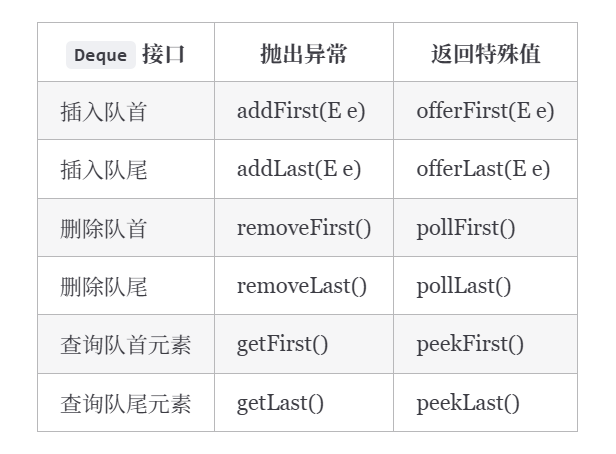 Deque 接口 抛出异常 返回特殊值
插入队首 addFirst(E e) offerFirst(E e)
插入队尾 addLast(E e) offerLast(E e)
删除队首 removeFirst() pollFirst()
删除队尾 removeLast() pollLast()
查询队首元素 getFirst() peekFirst()
查询队尾元素 getLast() peekLast()